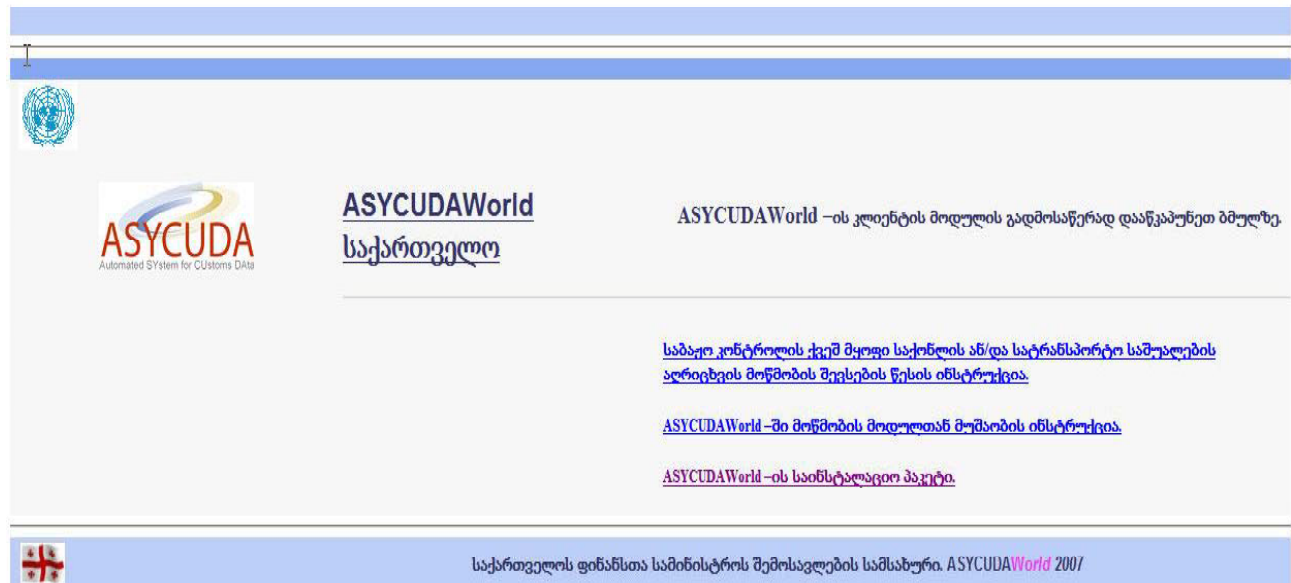 ASYCUDA
Automated SYstem for CUstoms DAta
ASYCUDAWorld
საქართველო
ASYCUDAWorld –ის კლიენტის მოდულის გადმოსაწერად დააწკაპუნეთ ბმულზე.
საბაჟო კონტროლის ქვეშ მყოფი საქონლის ან/და სატრანსპორტო საშუალების
აღრიცხვის მოწმობის შევსების წესის ინსტრუქცია.
ASYCUDAWorld –ში მოწმობის მოდულთან მუშაობის ინსტრუქცია.
ASYCUDAWorld –ის საინსტალაციო პაკეტი.
საქართველოს ფინანსთა სამინისტროს შემოსავლების სამსახური. ASYCUDAWorld 2007